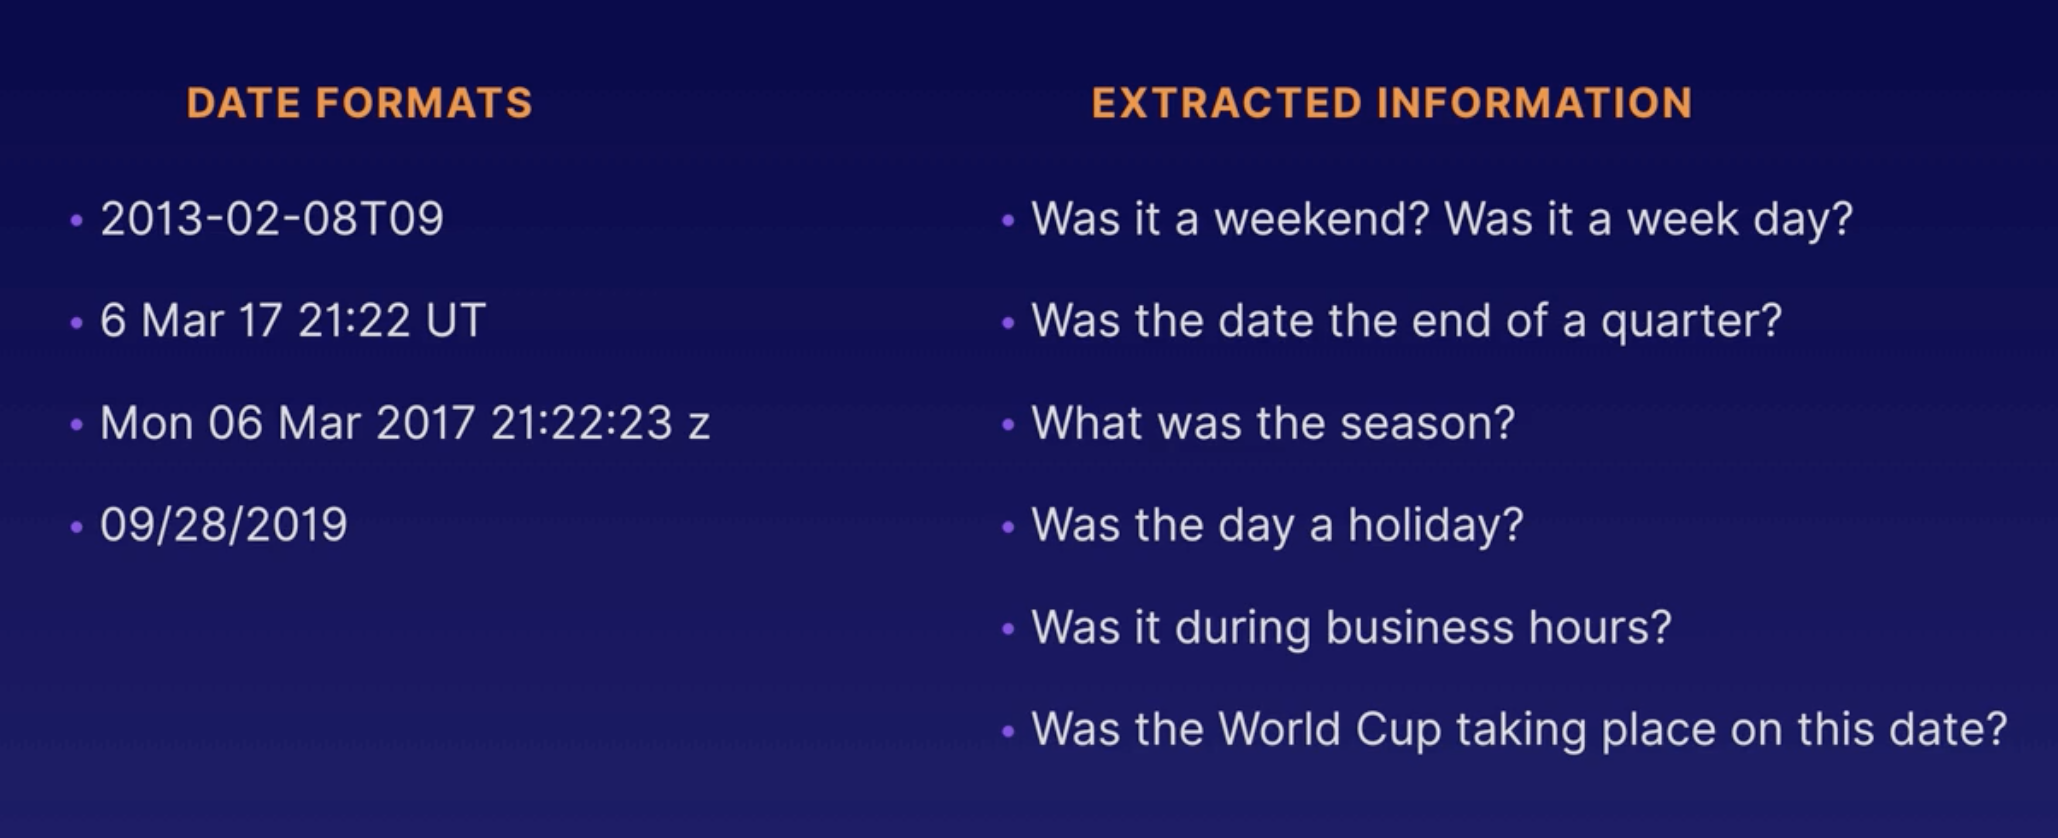 DATE FORMATS
2013-02-08T09
6 Mar 17 21:22 UT
Mon 06 Mar 2017 21:22:23 z
09/28/2019
EXTRACTED INFORMATION
Was it a weekend? Was it a week day?
Was the date the end of a quarter?
What was the season?
Was the day a holiday?
Was it during business hours?
Was the World Cup taking place on this date?